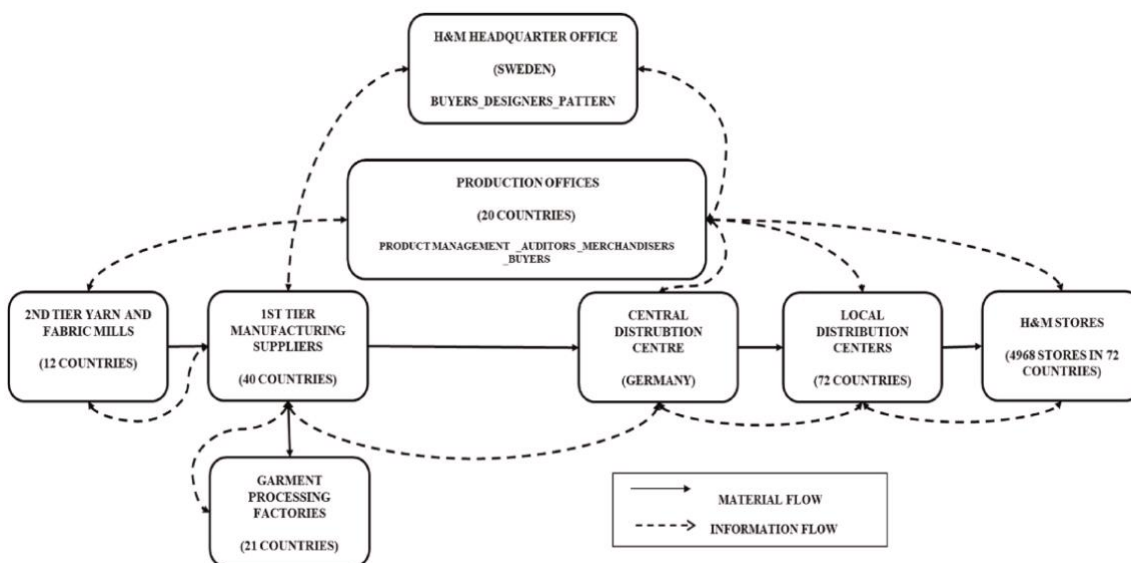 H&M HEADQUARTER OFFICE
(SWEDEN)
BUYERS_DESIGNERS_PATTERN
PRODUCTION OFFICES
(20 COUNTRIES)
PRODUCT MANAGEMENT _AUDITORS_MERCHANDISERS
_BUYERS
2ND TIER YARN AND
FABRIC MILLS
(12 COUNTRIES)
1ST TIER
MANUFACTURING
SUPPLIERS
(40 COUNTRIES)
CENTRAL
DISTRUBTION
CENTRE
(GERMANY)
LOCAL
DISTRIBUTION
CENTERS
(72 COUNTRIES)
H&M STORES
(4968 STORES IN 72
COUNTRIES)
GARMENT
PROCESSING
FACTORIES
(21 COUNTRIES)
MATERIAL FLOW
INFORMATION FLOW